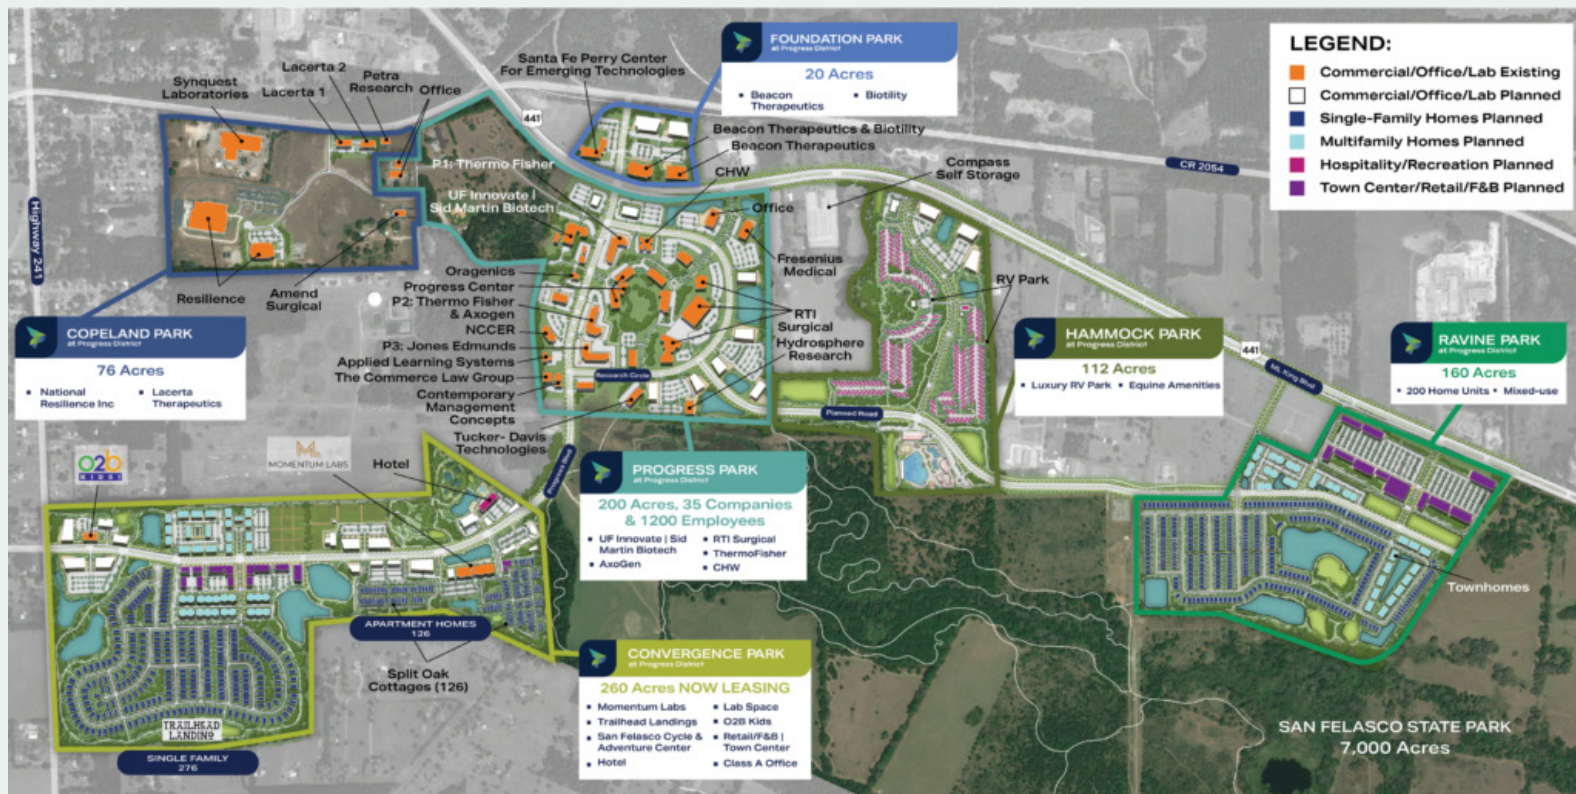 LEGEND:
Commercial/Office/Lab Existing
Commercial/Office/Lab Planned
Single-Family Homes Planned
Multifamily Homes Planned
Hospitality/Recreation Planned
Town Center/Retail/F&B Planned
FOUNDATION PARK
at Progress District
20 Acres
Beacon
Therapeutics
Biotility
Santa Fe Perry Center
For Emerging Technologies
Synquest
Laboratories
Lacerta 2
Lacerta 1
Petra
Research
Office
441
Beacon Therapeutics & Biotility
Beacon Therapeutics
CHW
P1: Thermo Fisher
UF Innovate |
Sid Martin Biotech
Compass
Self Storage
CR 2054
Office
Highway 241
Fresenius
Medical
Oragenics
Progress Center
P2: Thermo Fisher
& Axogen
NCCER
P3: Jones Edmunds
Applied Learning Systems
The Commerce Law Group
Contemporary
Management
Concepts
Tucker- Davis
Technologies
Resilience
Amend
Surgical
RTI
Surgical
Hydrosphere
Research
Research Circle
RV Park
Planned Road
COPELAND PARK
at Progress District
76 Acres
National
Resilience Inc
Lacerta
Therapeutics
HAMMOCK PARK
at Progress District
112 Acres
Luxury RV Park
Equine Amenities
441
ML King Blvd
RAVINE PARK
at Progress District
160 Acres
200 Home Units
Mixed-use
o2b
KIDS!
ML
MOMENTUM LABS
Hotel
Progress Blvd
PROGRESS PARK
at Progress District
200 Acres, 35 Companies
& 1200 Employees
UF Innovate | Sid
Martin Biotech
AxoGen
RTI Surgical
ThermoFisher
CHW
Townhomes
APARTMENT HOMES
126
Split Oak
Cottages (126)
TRAILHEAD
LANDING
SINGLE FAMILY
276
CONVERGENCE PARK
at Progress District
260 Acres NOW LEASING
Momentum Labs
Trailhead Landings
San Felasco Cycle &
Adventure Center
Hotel
Lab Space
O2B Kids
Retail/F&B |
Town Center
Class A Office
SAN FELASCO STATE PARK
7,000 Acres